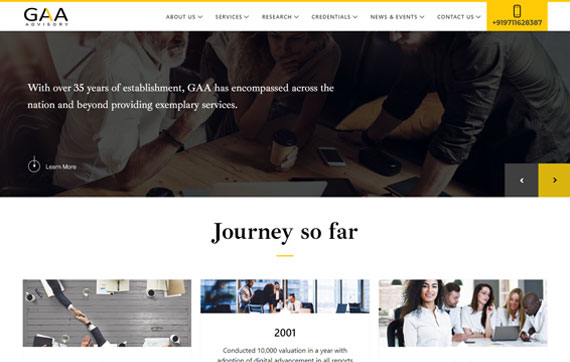 GAA
ADVISORY
ABOUT US
SERVICES
RESEARCH
CREDENTIALS
NEWS & EVENTS
CONTACT US
+919711628387
With over 35 years of establishment, GAA has encompassed across the
nation and beyond providing exemplary services.
Learn More
Journey so far
2001
Conducted 10,000 valuation in a year with
adoption of digital advancement in all reports